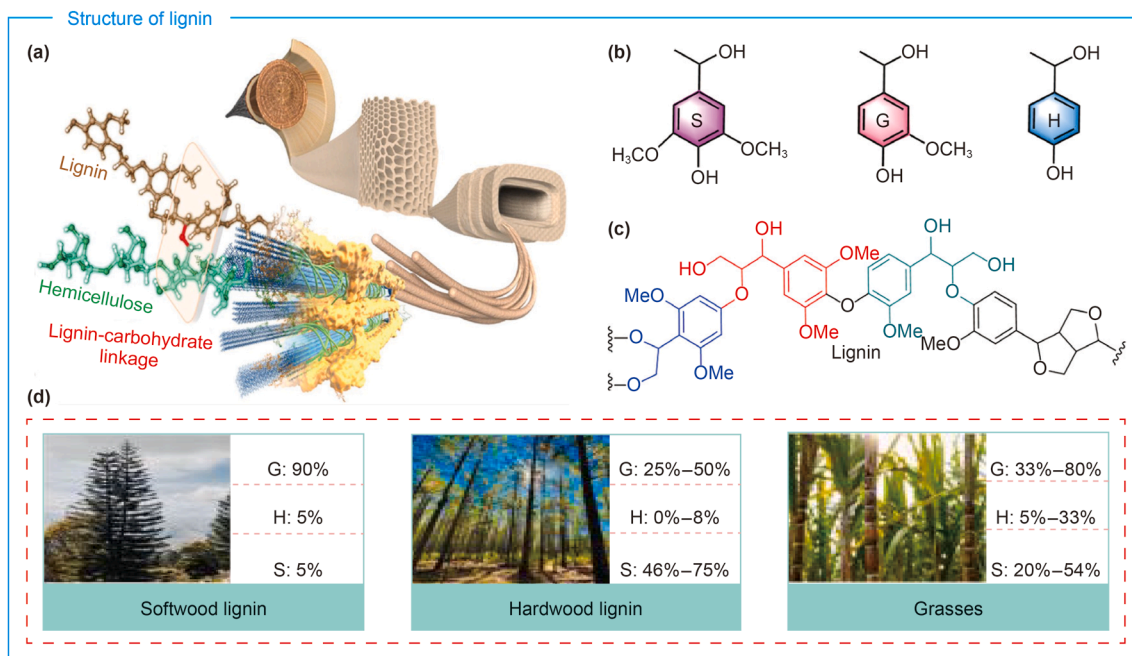 Structure of lignin
(a)
Lignin
Hemicellulose
Lignin-carbohydrate
linkage
(b)
OH
S
H₃CO
OCH₃
OH
OH
G
OCH₃
OH
OH
H
OH
(c)
HO
OH
OMe
OH
OH
MeO
O
O
O
OMe
Lignin
OMe
MeO
O
O
O
O
OMe
(d)
G: 90%
H: 5%
S: 5%
Softwood lignin
G: 25%–50%
H: 0%–8%
S: 46%–75%
Hardwood lignin
G: 33%–80%
H: 5%–33%
S: 20%–54%
Grasses